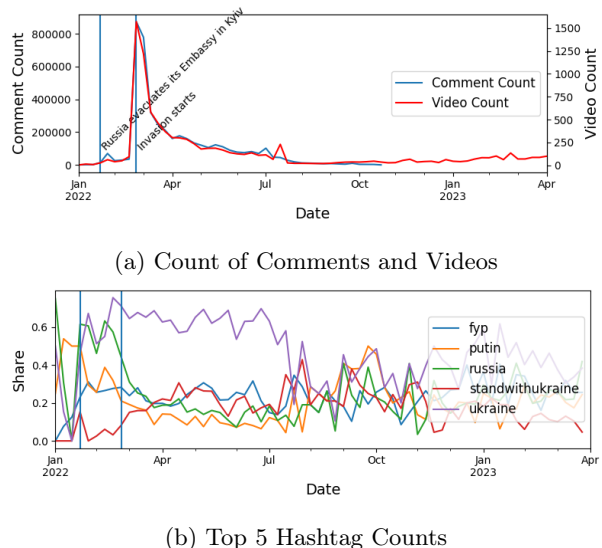 800000
600000
400000
200000
0
Comment Count
Russia evacuates its Embassy in Kyiv
Invasion starts
Comment Count
Video Count
1500
1250
1000
750
500
250
0
Video Count
Jan
2022
Apr
Jul
Oct
Jan
2023
Apr
Date
(a) Count of Comments and Videos
0.6
0.4
0.2
0.0
Share
fyp
putin
russia
standwithukraine
ukraine
Jan
2022
Apr
Jul
Oct
Jan
2023
Apr
Date
(b) Top 5 Hashtag Counts